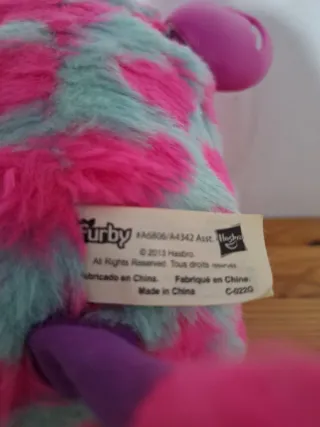 Furby #A6806/A4342 Asst. Hasbro
© 2013 Hasbro.
All Rights Reserved. Tous droits réservés.
Fabricado en China. Fabriqué en Chine.
Made in China C-022G